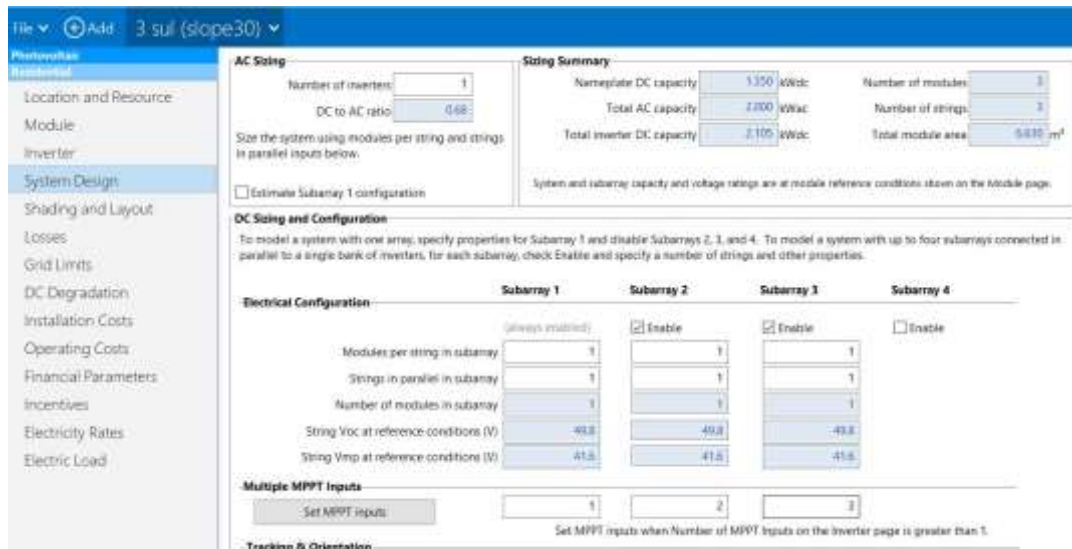 File Add 3 sul (slope30)
Photovoltaic
Residential
Location and Resource
Module
Inverter
System Design
Shading and Layout
Losses
Grid Limits
DC Degradation
Installation Costs
Operating Costs
Financial Parameters
Incentives
Electricity Rates
Electric Load
AC Sizing
Number of inverters 1
DC to AC ratio 0.68
Size the system using modules per string and strings
in parallel inputs below.
Estimate Subarray 1 configuration
Sizing Summary
Nameplate DC capacity 1.350 kWdc Number of modules 3
Total AC capacity 2.000 kWac Number of strings 3
Total inverter DC capacity 2.105 kWdc Total module area m²
System and subarray capacity and voltage ratings are at module reference conditions shown on the Module page.
DC Sizing and Configuration
To model a system with one array, specify properties for Subarray 1 and disable Subarrays 2, 3, and 4. To model a system with up to four subarrays connected in
parallel to a single bank of inverters, for each subarray, check Enable and specify a number of strings and other properties.
Subarray 1 Subarray 2 Subarray 3 Subarray 4
Electrical Configuration
(always enabled) Enable Enable Enable
Modules per string in subarray 1 1 1
Strings in parallel in subarray 1 1 1
Number of modules in subarray 1 1 1
String Voc at reference conditions (V) 49.8 49.8 49.8
String Vmp at reference conditions (V) 41.6 41.6 41.6
Multiple MPPT Inputs
Set MPPT inputs 1 2 3
Set MPPT inputs when Number of MPPT Inputs on the Inverter page is greater than 1.
Tracking & Orientation